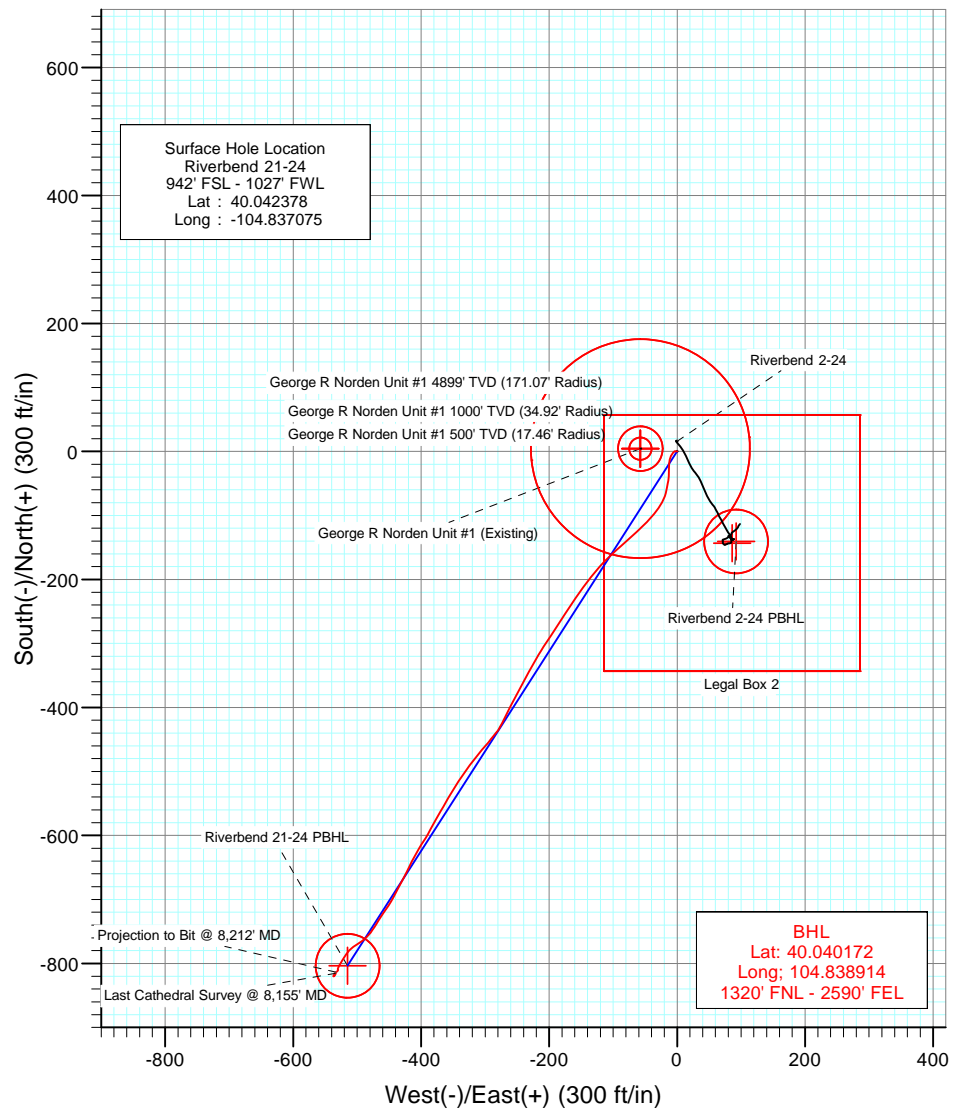 600
400
200
0
-200
-400
-600
-800
South(-)/North(+) (300 ft/in)
Surface Hole Location
Riverbend 21-24
942' FSL - 1027' FWL
Lat : 40.042378
Long : -104.837075
Riverbend 2-24
George R Norden Unit #1 4899' TVD (171.07' Radius)
George R Norden Unit #1 1000' TVD (34.92' Radius)
George R Norden Unit #1 500' TVD (17.46' Radius)
George R Norden Unit #1 (Existing)
Riverbend 2-24 PBHL
Legal Box 2
Riverbend 21-24 PBHL
Projection to Bit @ 8,212' MD
Last Cathedral Survey @ 8,155' MD
BHL
Lat: 40.040172
Long; 104.838914
1320' FNL - 2590' FEL
-800 -600 -400 -200 0 200 400
West(-)/East(+) (300 ft/in)